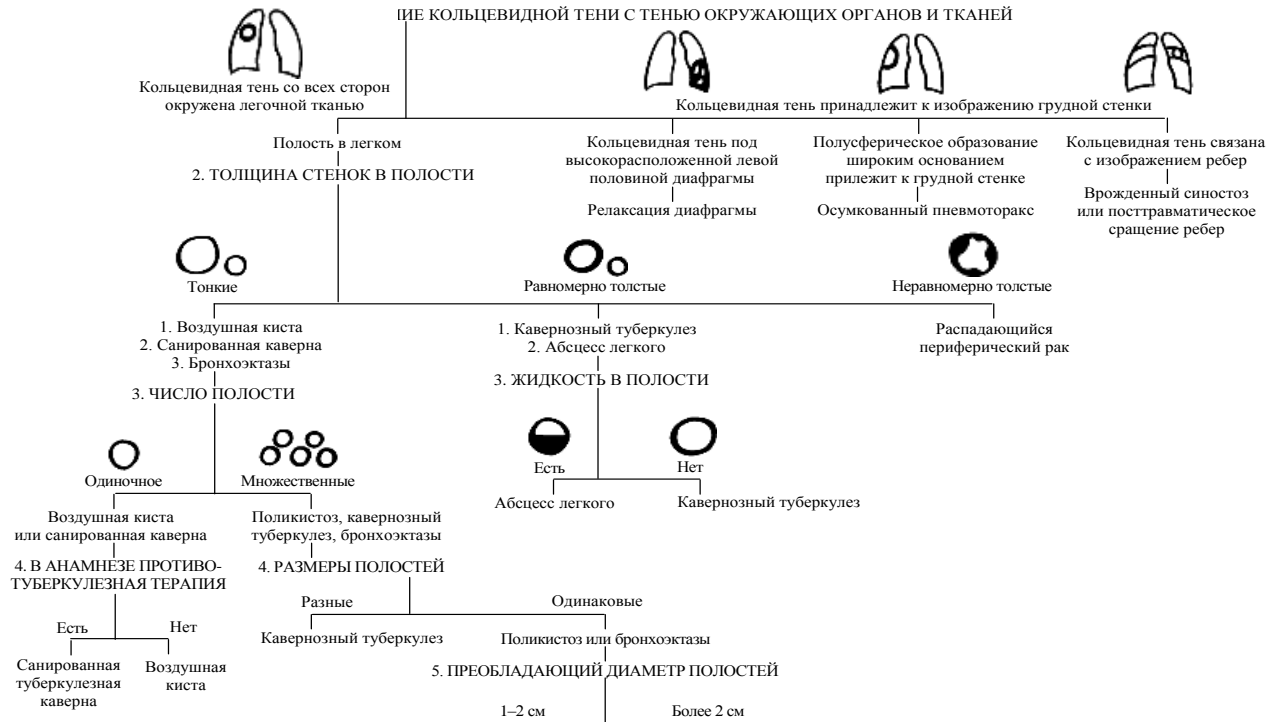 ИЕ КОЛЬЦЕВИДНОЙ ТЕНИ С ТЕНЬЮ ОКРУЖАЮЩИХ ОРГАНОВ И ТКАНЕЙ
Кольцевидная тень со всех сторон
окружена легочной тканью
Кольцевидная тень принадлежит к изображению грудной стенки
Полость в легком
Кольцевидная тень под
высокорасположенной левой
половиной диафрагмы
Полусферическое образование
широким основанием
прилежит к грудной стенке
Кольцевидная тень связана
с изображением ребер
2. ТОЛЩИНА СТЕНОК В ПОЛОСТИ
Релаксация диафрагмы
Осумкованный пневмоторакс
Врожденный синостоз
или посттравматическое
сращение ребер
Тонкие
Равномерно толстые
Неравномерно толстые
1. Воздушная киста
2. Санированная каверна
3. Бронхоэктазы
1. Кавернозный туберкулез
2. Абсцесс легкого
Распадающийся
периферический рак
3. ЧИСЛО ПОЛОСТИ
3. ЖИДКОСТЬ В ПОЛОСТИ
Одиночное
Множественные
Есть
Нет
Абсцесс легкого
Кавернозный туберкулез
Воздушная киста
или санированная каверна
Поликистоз, кавернозный
туберкулез, бронхоэктазы
4. В АНАМНЕЗЕ ПРОТИВО-
ТУБЕРКУЛЕЗНАЯ ТЕРАПИЯ
4. РАЗМЕРЫ ПОЛОСТЕЙ
Есть
Нет
Разные
Одинаковые
Санированная
туберкулезная
каверна
Воздушная
киста
Кавернозный туберкулез
Поликистоз или бронхоэктазы
5. ПРЕОБЛАДАЮЩИЙ ДИАМЕТР ПОЛОСТЕЙ
1–2 см
Более 2 см